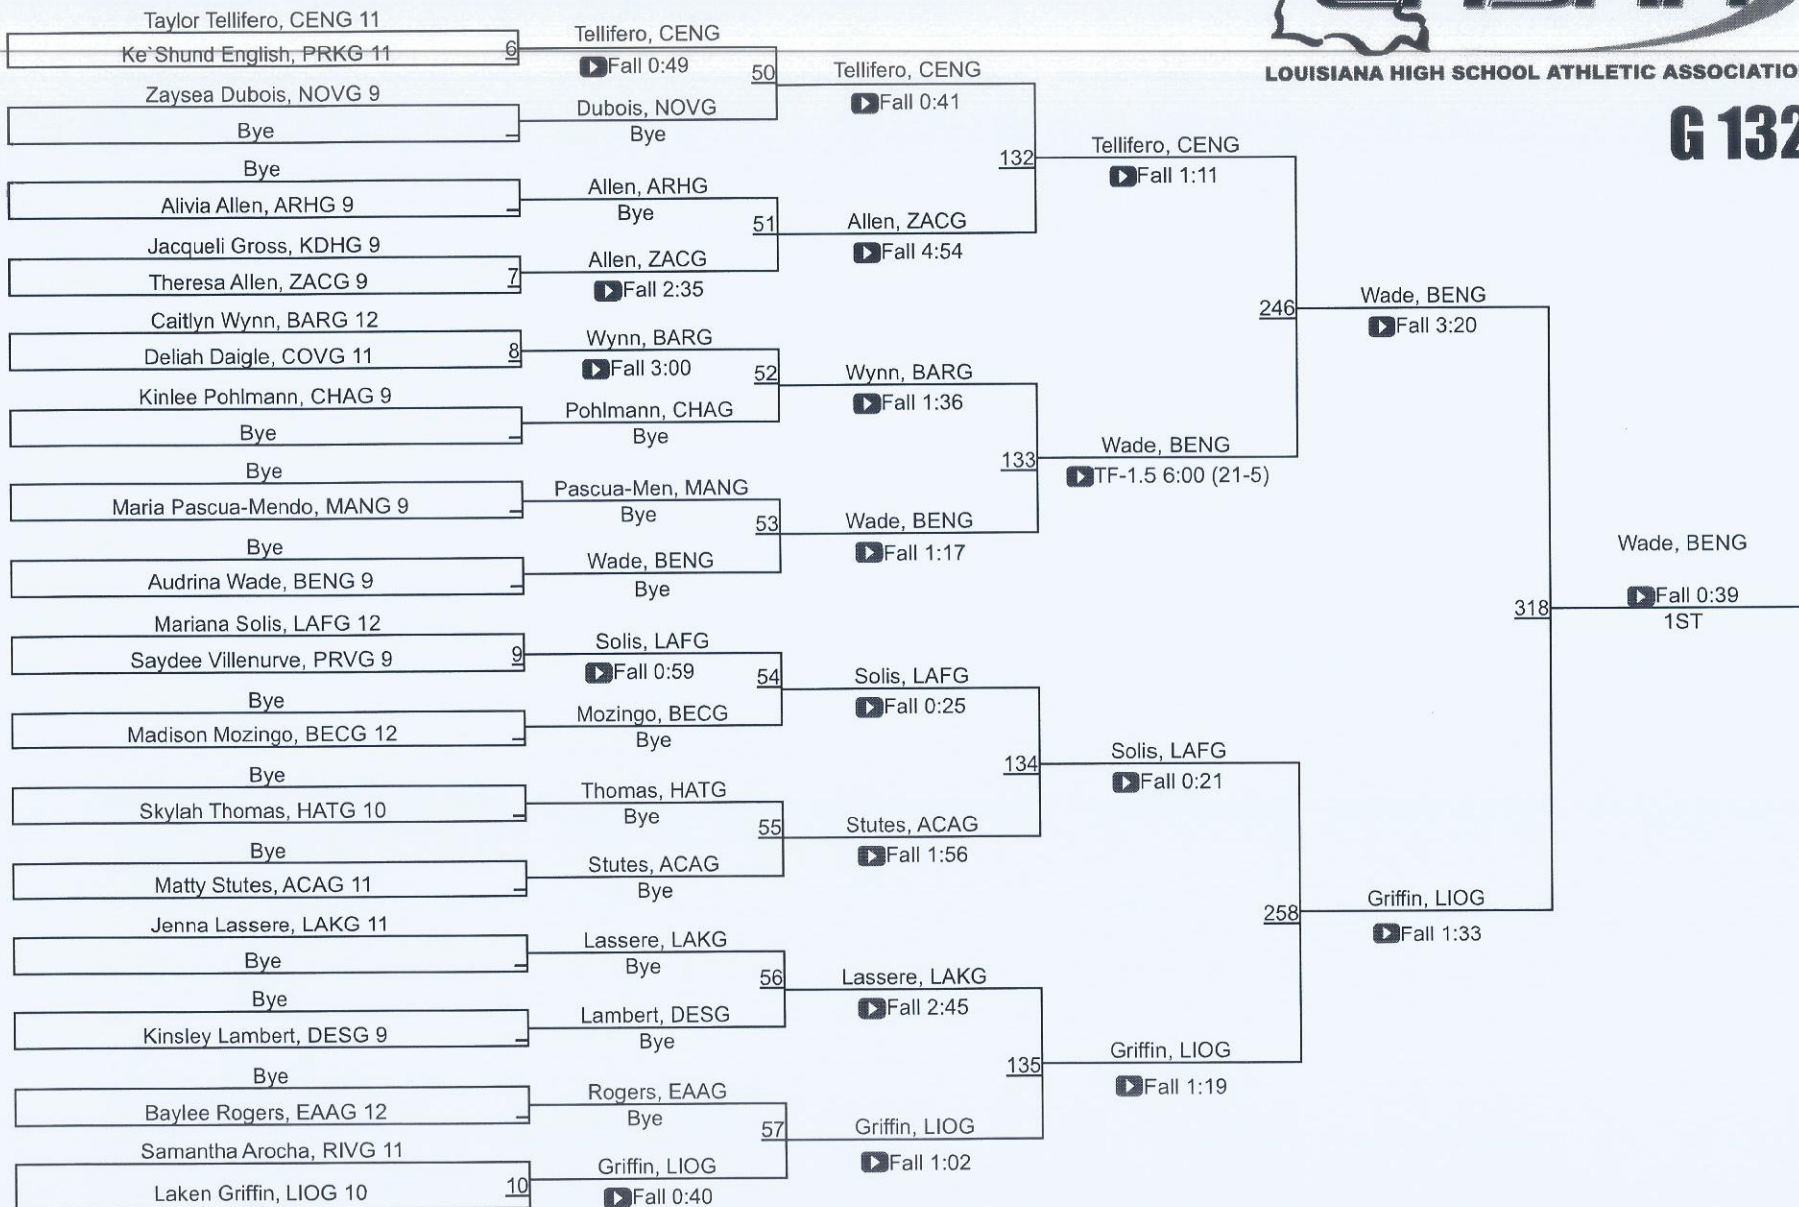 LOUISIANA HIGH SCHOOL ATHLETIC ASSOCIATIO
G 132
Taylor Tellifero, CENG 11
Ke`Shund English, PRKG 11
6
Zaysea Dubois, NOVG 9
Bye
Bye
Alivia Allen, ARHG 9
Jacqueli Gross, KDHG 9
Theresa Allen, ZACG 9
7
Caitlyn Wynn, BARG 12
Deliah Daigle, COVG 11
8
Kinlee Pohlmann, CHAG 9
Bye
Bye
Maria Pascua-Mendo, MANG 9
Bye
Audrina Wade, BENG 9
Mariana Solis, LAFG 12
Saydee Villenurve, PRVG 9
9
Bye
Madison Mozingo, BECG 12
Bye
Skylah Thomas, HATG 10
Bye
Matty Stutes, ACAG 11
Jenna Lassere, LAKG 11
Bye
Bye
Kinsley Lambert, DESG 9
Bye
Baylee Rogers, EAAG 12
Samantha Arocha, RIVG 11
Laken Griffin, LIOG 10
10
Tellifero, CENG
Fall 0:49
50
Dubois, NOVG
Bye
Allen, ARHG
Bye
51
Allen, ZACG
Fall 2:35
Wynn, BARG
Fall 3:00
52
Pohlmann, CHAG
Bye
Pascua-Men, MANG
Bye
53
Wade, BENG
Bye
Solis, LAFG
Fall 0:59
54
Mozingo, BECG
Bye
Thomas, HATG
Bye
55
Stutes, ACAG
Bye
Lassere, LAKG
Bye
56
Lambert, DESG
Bye
Rogers, EAAG
Bye
57
Griffin, LIOG
Fall 0:40
Tellifero, CENG
Fall 0:41
132
Allen, ZACG
Fall 4:54
Wynn, BARG
Fall 1:36
133
Wade, BENG
Fall 1:17
Solis, LAFG
Fall 0:25
134
Stutes, ACAG
Fall 1:56
Lassere, LAKG
Fall 2:45
135
Griffin, LIOG
Fall 1:02
Tellifero, CENG
Fall 1:11
246
Wade, BENG
TF-1.5 6:00 (21-5)
Solis, LAFG
Fall 0:21
258
Griffin, LIOG
Fall 1:19
Wade, BENG
Fall 3:20
318
Griffin, LIOG
Fall 1:33
Wade, BENG
Fall 0:39
1ST